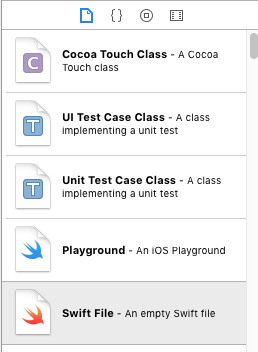 {}
C
Cocoa Touch Class - A Cocoa
Touch class
T
UI Test Case Class - A class
implementing a unit test
T
Unit Test Case Class - A class
implementing a unit test
Playground - An iOS Playground
Swift File - An empty Swift file